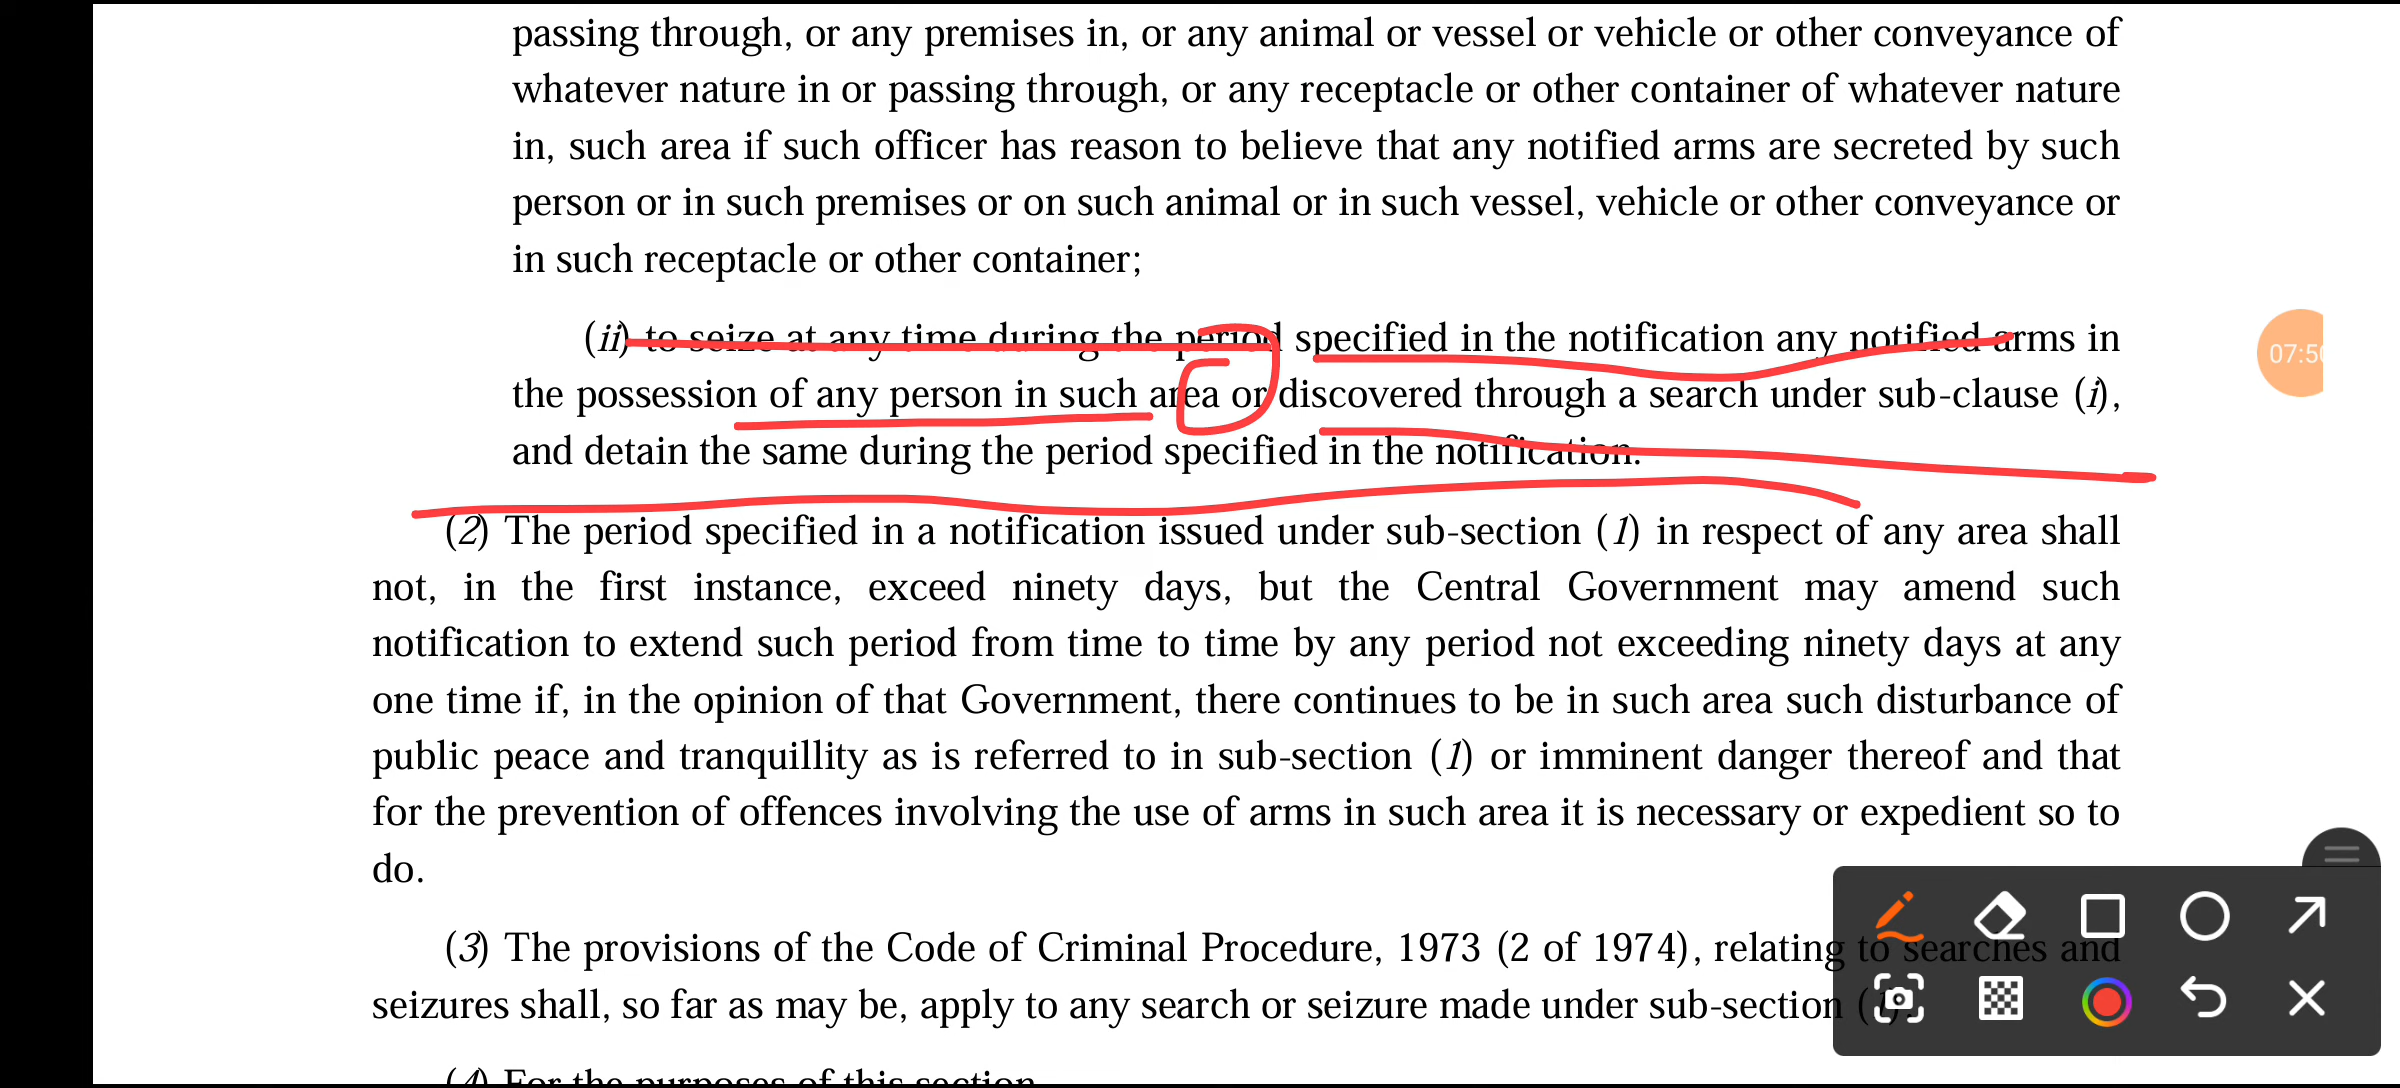 passing through, or any premises in, or any animal or vessel or vehicle or other conveyance of
whatever nature in or passing through, or any receptacle or other container of whatever nature
in, such area if such officer has reason to believe that any notified arms are secreted by such
person or in such premises or on such animal or in such vessel, vehicle or other conveyance or
in such receptacle or other container;
(ii) to seize at any time during the period specified in the notification any notified arms in
the possession of any person in such area or discovered through a search under sub-clause (i),
and detain the same during the period specified in the notification.
(2) The period specified in a notification issued under sub-section (1) in respect of any area shall
not, in the first instance, exceed ninety days, but the Central Government may amend such
notification to extend such period from time to time by any period not exceeding ninety days at any
one time if, in the opinion of that Government, there continues to be in such area such disturbance of
public peace and tranquillity as is referred to in sub-section (1) or imminent danger thereof and that
for the prevention of offences involving the use of arms in such area it is necessary or expedient so to
do.
(3) The provisions of the Code of Criminal Procedure, 1973 (2 of 1974), relating to searches and
seizures shall, so far as may be, apply to any search or seizure made under sub-section (1).
(4) For the purposes of this section,